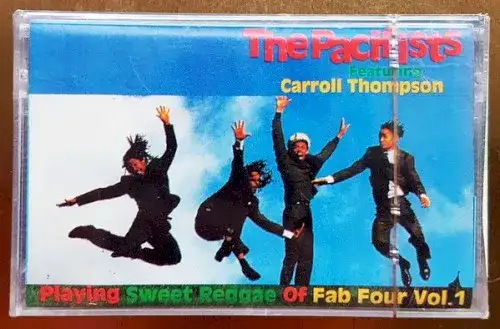 The Pacifists
Featuring
Carroll Thompson
Playing Sweet Reggae Of Fab Four Vol.1